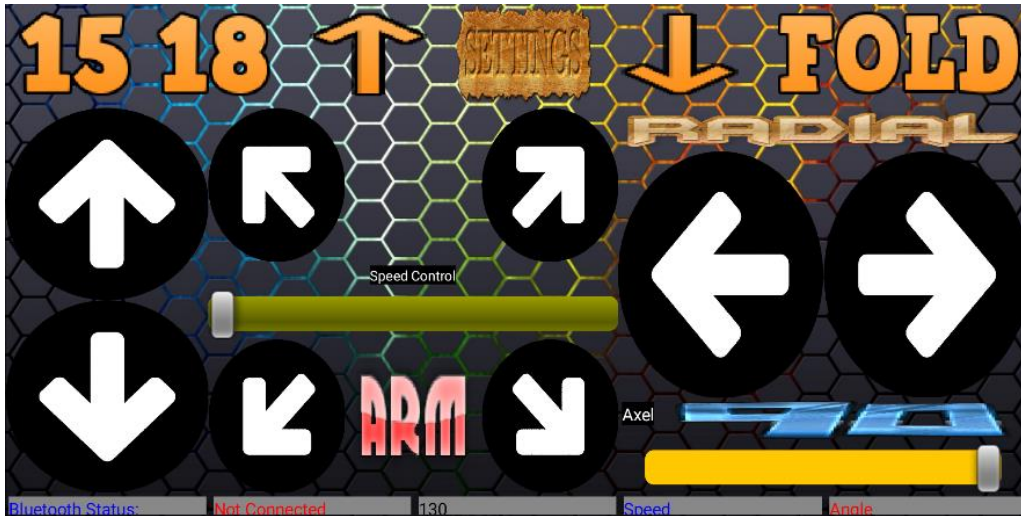 15 18 SETTINGS FOLD
RADIAL
Speed Control
ARM
Axel 90
Bluetooth Status: Not Connected 130 Speed Angle